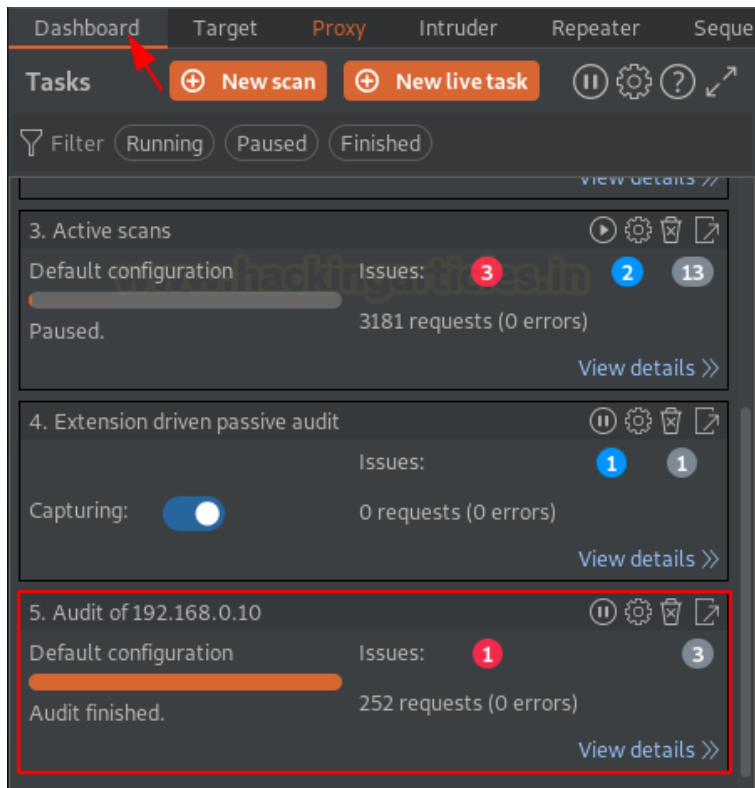 Dashboard Target Proxy Intruder Repeater Seque
Tasks New scan New live task
Filter Running Paused Finished
View details
3. Active scans
Default configuration Issues: 3 2 13
www.hackingarticles.in
Paused. 3181 requests (0 errors)
View details
4. Extension driven passive audit
Issues: 1 1
Capturing: 0 requests (0 errors)
View details
5. Audit of 192.168.0.10
Default configuration Issues: 1 3
Audit finished. 252 requests (0 errors)
View details